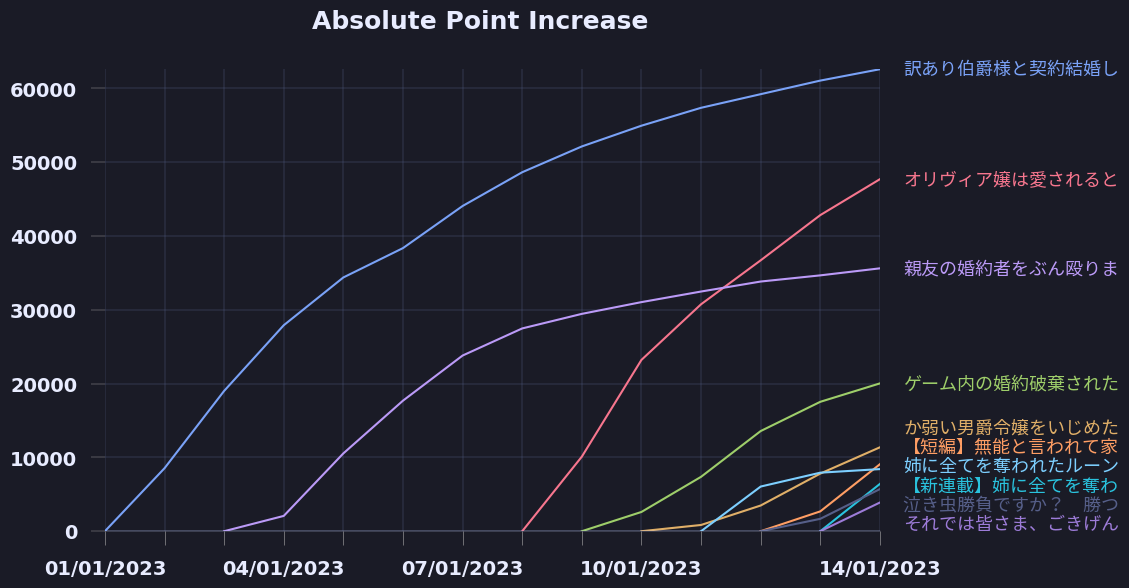 Absolute Point Increase
60000
50000
40000
30000
20000
10000
0
01/01/2023
04/01/2023
07/01/2023
10/01/2023
14/01/2023
訳あり伯爵様と契約結婚し
オリヴィア嬢は愛されると
親友の婚約者をぶん殴りま
ゲーム内の婚約破棄された
か弱い男爵令嬢をいじめた
【短編】無能と言われて家
姉に全てを奪われたルーン
【新連載】姉に全てを奪わ
泣き虫勝負ですか？　勝つ
それでは皆さま、ごきげん